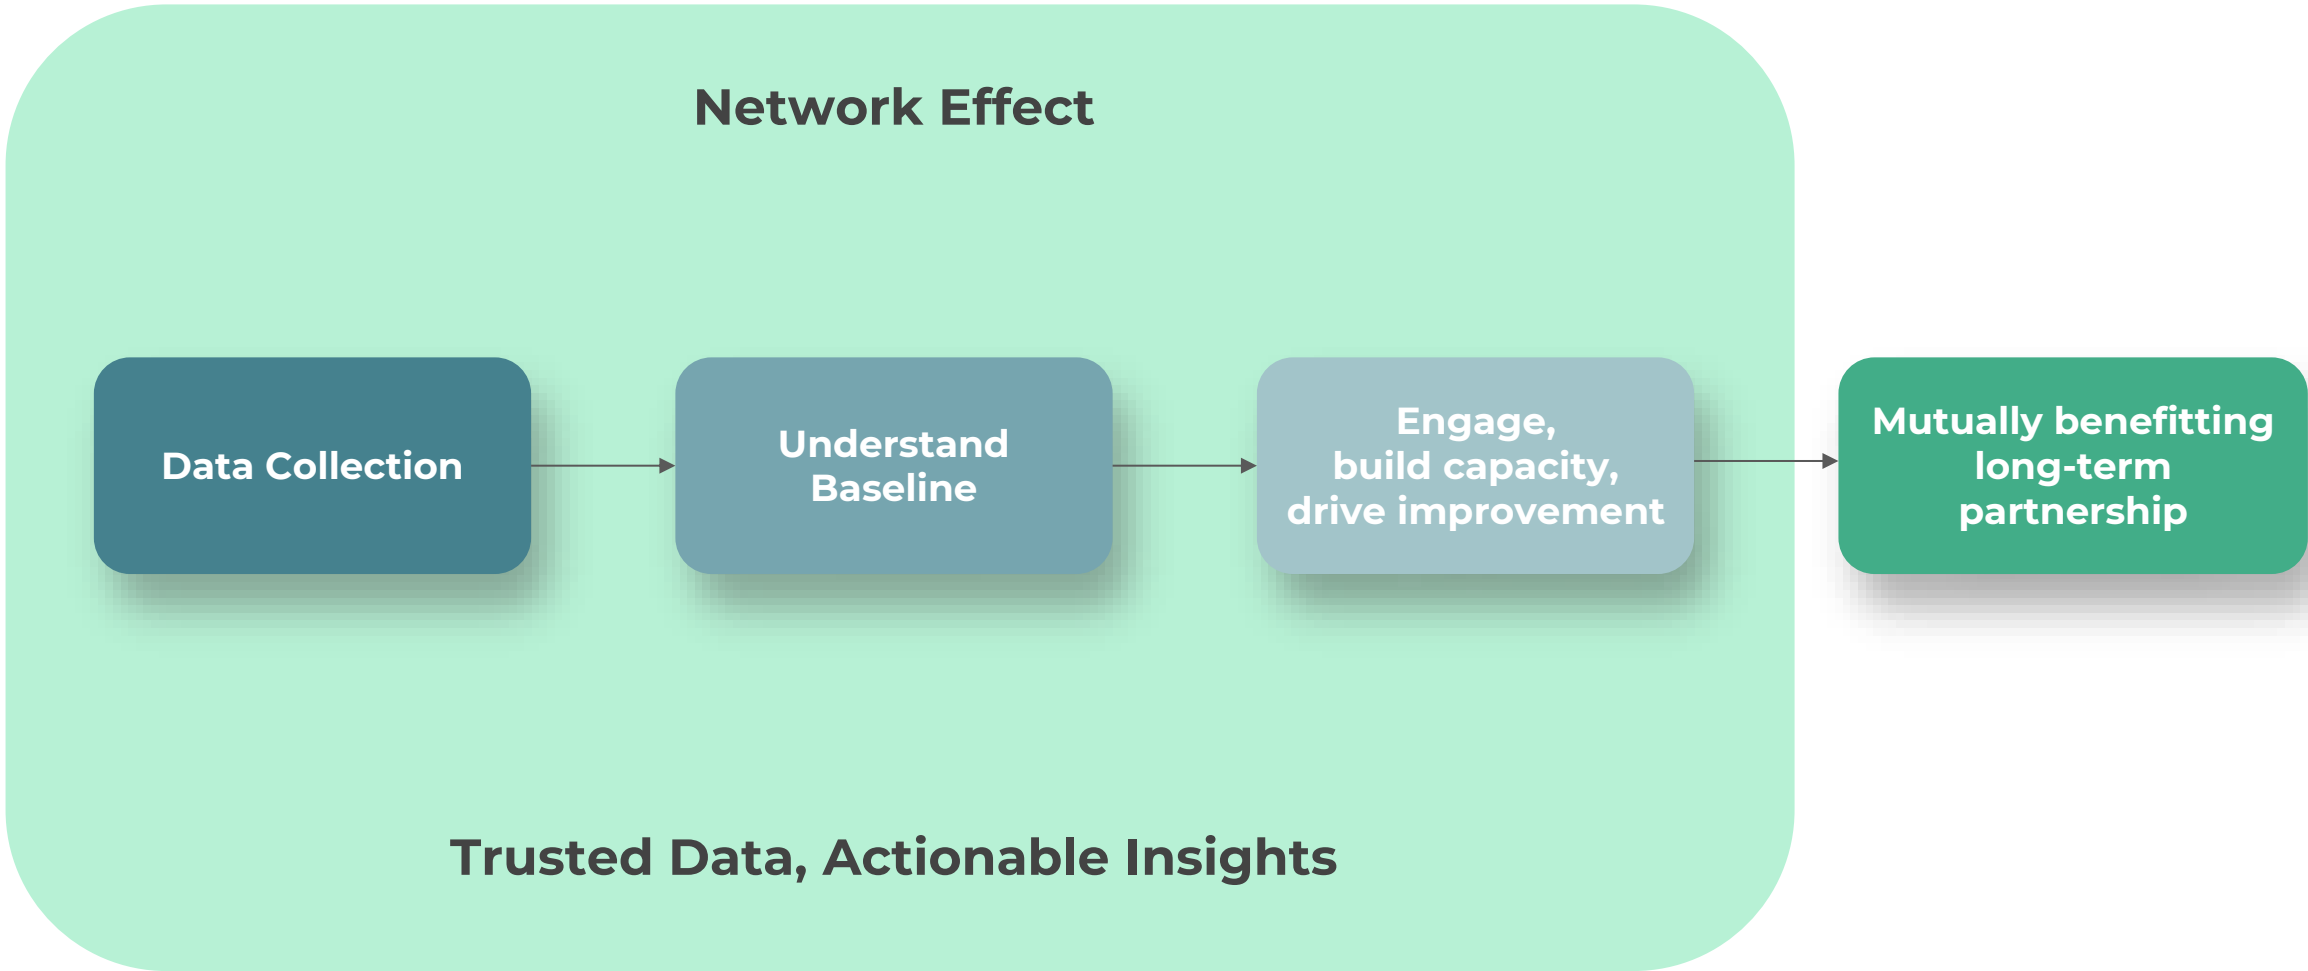 Network Effect
Data Collection
Understand
Baseline
Engage,
build capacity,
drive improvement
Mutually benefitting
long-term
partnership
Trusted Data, Actionable Insights